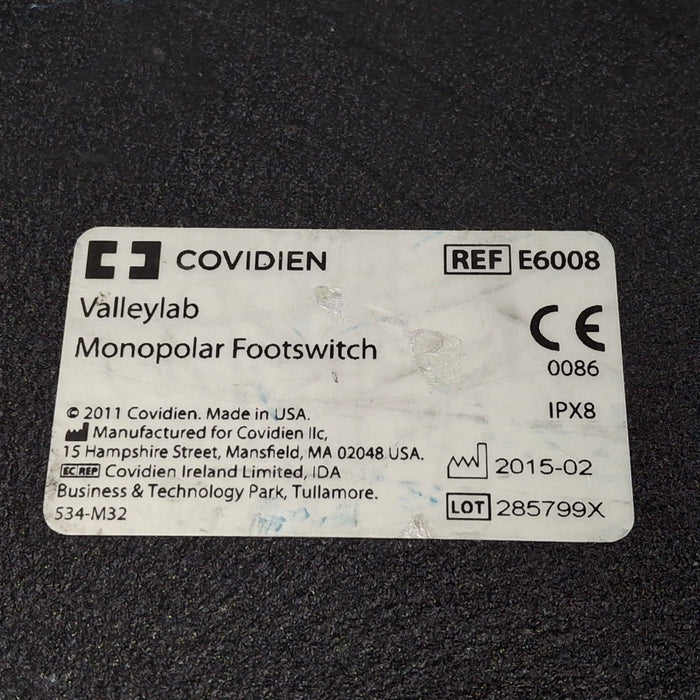 COVIDIEN
REF E6008
Valleylab
Monopolar Footswitch
CE
0086
© 2011 Covidien. Made in USA.
IPX8
Manufactured for Covidien llc,
15 Hampshire Street, Mansfield, MA 02048 USA.
EC REP Covidien Ireland Limited, IDA
2015-02
Business & Technology Park, Tullamore.
534-M32
LOT 285799X